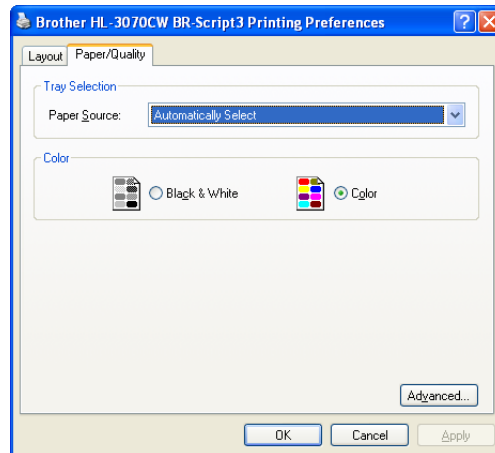 Brother HL-3070CW BR-Script3 Printing Preferences
Layout
Paper/Quality
Tray Selection
Paper Source:
Automatically Select
Color
Black & White
Color
Advanced...
OK
Cancel
Apply